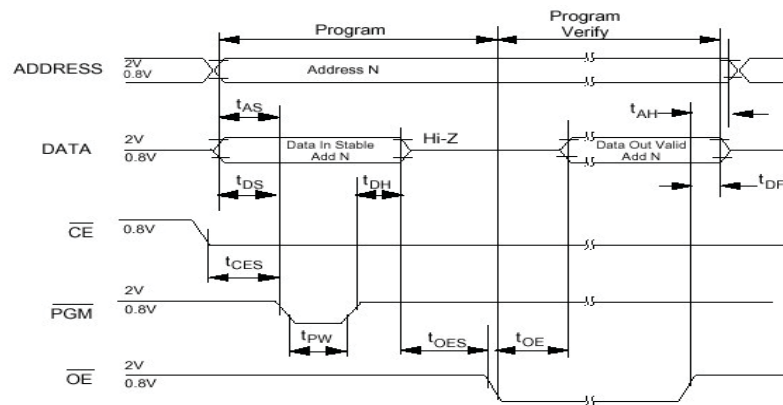 Program
Program
Verify
ADDRESS
2V
0.8V
Address N
tAS
tAH
DATA
2V
0.8V
Data In Stable
Add N
Hi-Z
Data Out Valid
Add N
tDS
tDH
tDF
CE
0.8V
tCES
PGM
2V
0.8V
tPW
tOES
tOE
OE
2V
0.8V